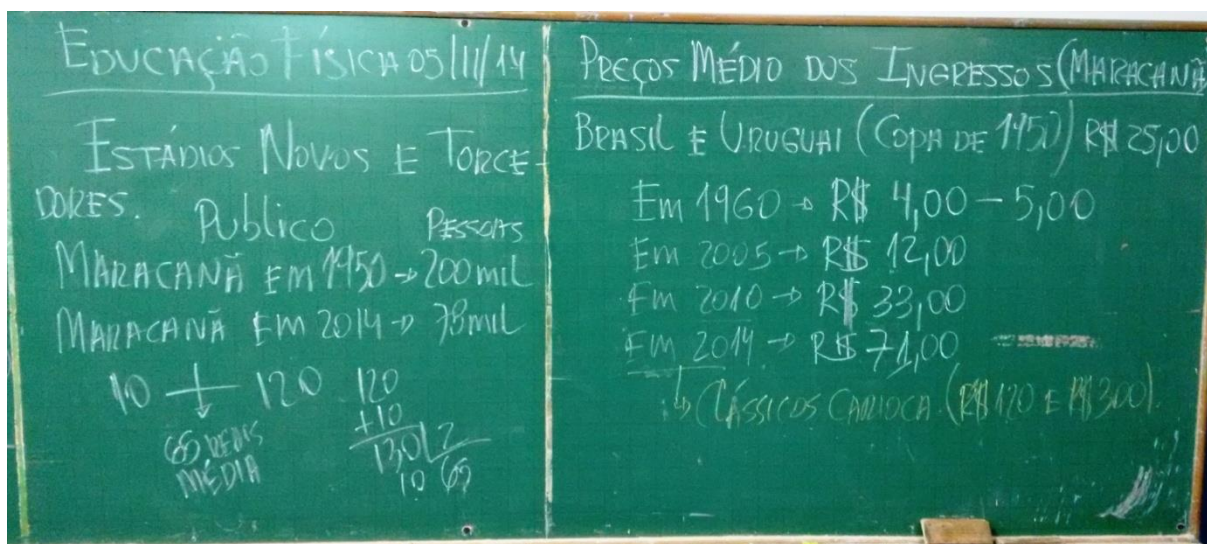 EDUCAÇÃO FÍSICA 05/11/14
ESTÁDIOS NOVOS E TORCE-
DORES.
Publico PESSOAS
MARACANÃ EM 1950 → 200 mil
MARACANÃ EM 2014 → 78 mil
10 + 120
65 REAIS
MÉDIA
120
+10
130 2
10 65
PREÇOS MÉDIO DOS INGRESSOS (MARACANÃ
BRASIL E URUGUAI (COPA DE 1950) R$ 25,00
Em 1960 → R$ 4,00 – 5,00
Em 2005 → R$ 12,00
Em 2010 → R$ 33,00
Em 2014 → R$ 71,00
↳ CLÁSSICOS CARIOCA. (R$ 120 E R$ 300).